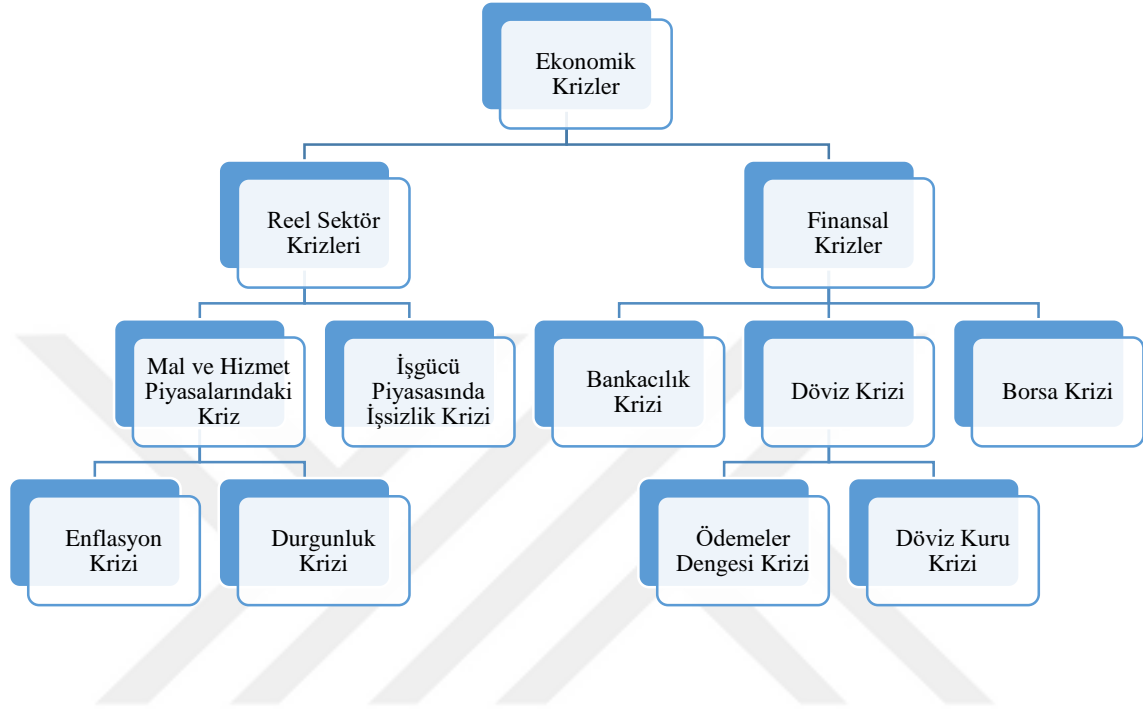 Ekonomik
Krizler
Reel Sektör
Krizleri
Finansal
Krizler
Mal ve Hizmet
Piyasalarındaki
Kriz
İşgücü
Piyasasında
İşsizlik Krizi
Bankacılık
Krizi
Döviz Krizi
Borsa Krizi
Enflasyon
Krizi
Durgunluk
Krizi
Ödemeler
Dengesi Krizi
Döviz Kuru
Krizi